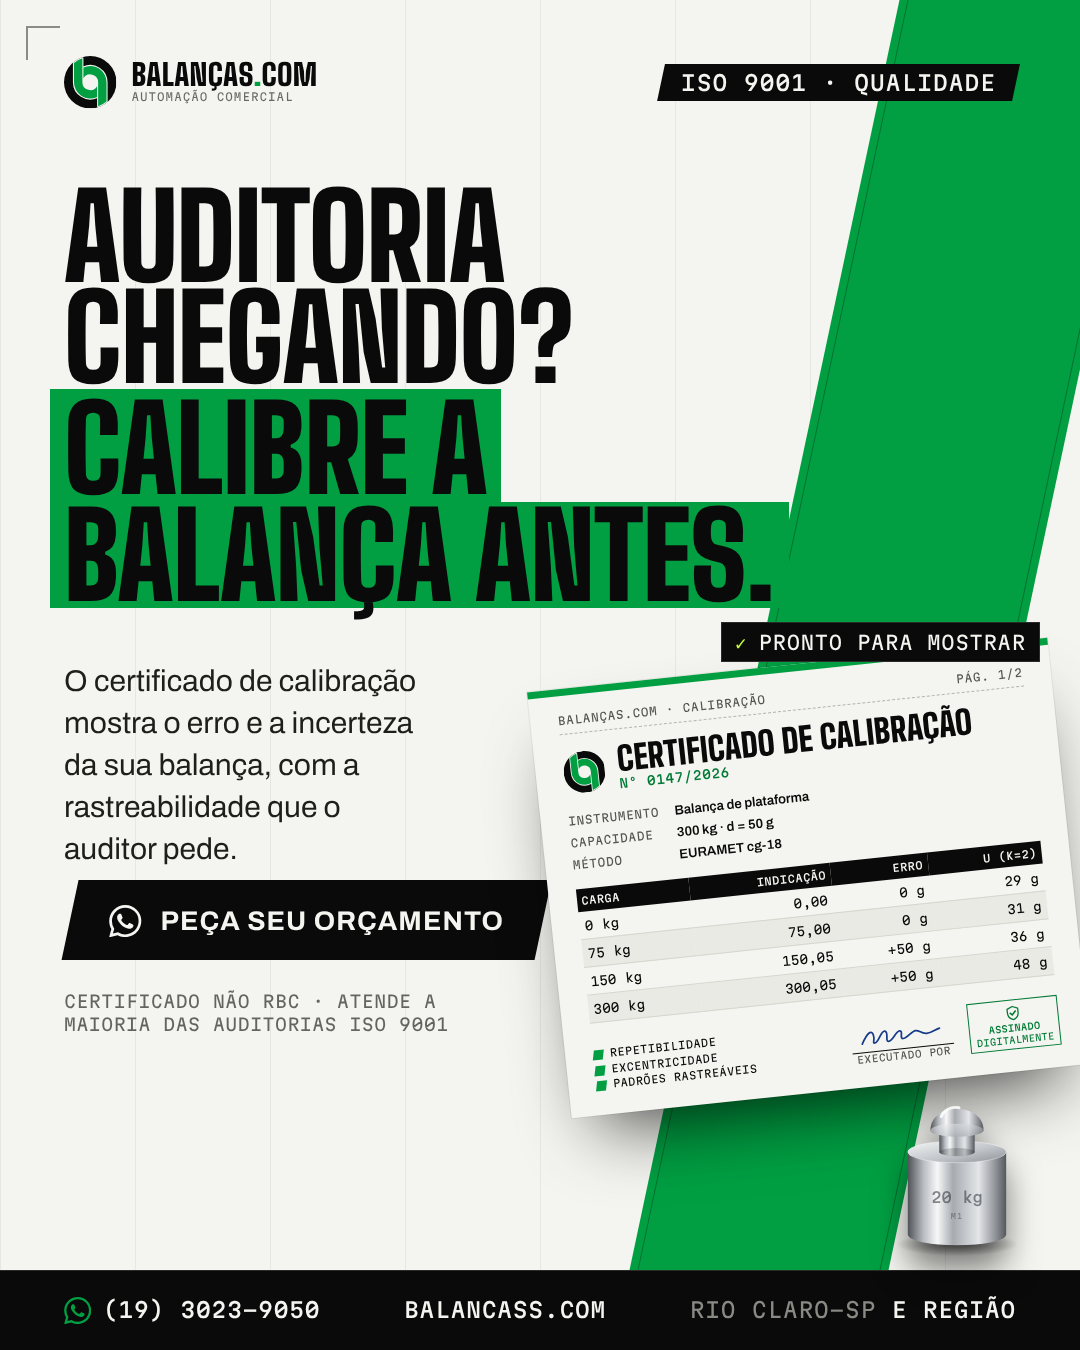 BALANÇAS.COM
AUTOMAÇÃO COMERCIAL
ISO 9001 · QUALIDADE
AUDITORIA
CHEGANDO?
CALIBRE A
BALANÇA ANTES.
O certificado de calibração
mostra o erro e a incerteza
da sua balança, com a
rastreabilidade que o
auditor pede.
PEÇA SEU ORÇAMENTO
CERTIFICADO NÃO RBC · ATENDE A
MAIORIA DAS AUDITORIAS ISO 9001
✓ PRONTO PARA MOSTRAR
BALANÇAS.COM · CALIBRAÇÃO PÁG. 1/2
CERTIFICADO DE CALIBRAÇÃO
N° 0147/2026
INSTRUMENTO Balança de plataforma
CAPACIDADE 300 kg · d = 50 g
MÉTODO EURAMET cg-18
CARGA INDICAÇÃO ERRO U (K=2)
0 kg 0,00 0 g 29 g
75 kg 75,00 0 g 31 g
150 kg 150,05 +50 g 36 g
300 kg 300,05 +50 g 48 g
REPETIBILIDADE
EXCENTRICIDADE
PADRÕES RASTREÁVEIS
EXECUTADO POR
ASSINADO
DIGITALMENTE
20 kg
M1
(19) 3023-9050
BALANCASS.COM
RIO CLARO-SP E REGIÃO